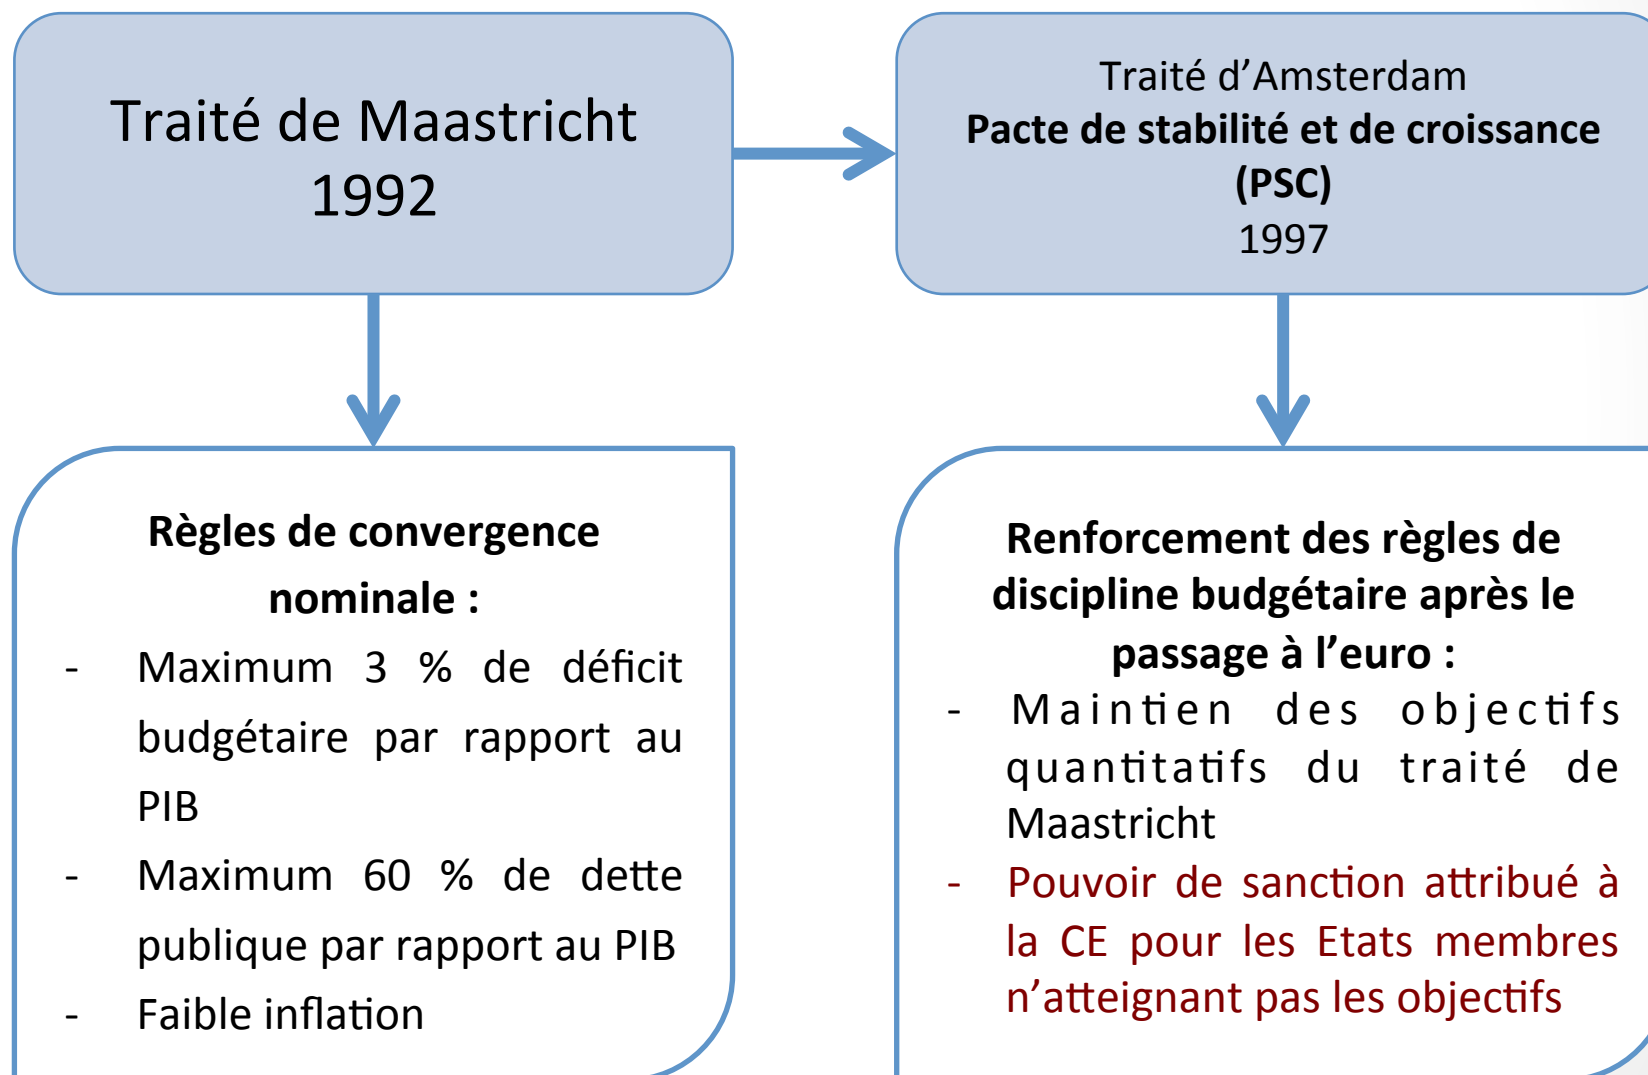 Traité de Maastricht
1992
Traité d’Amsterdam
Pacte de stabilité et de croissance
(PSC)
1997
Règles de convergence
nominale :
- Maximum 3 % de déficit
budgétaire par rapport au
PIB
- Maximum 60 % de dette
publique par rapport au PIB
- Faible inflation
Renforcement des règles de
discipline budgétaire après le
passage à l’euro :
- Maintien des objectifs
quantitatifs du traité de
Maastricht
- Pouvoir de sanction attribué à
la CE pour les Etats membres
n’atteignant pas les objectifs